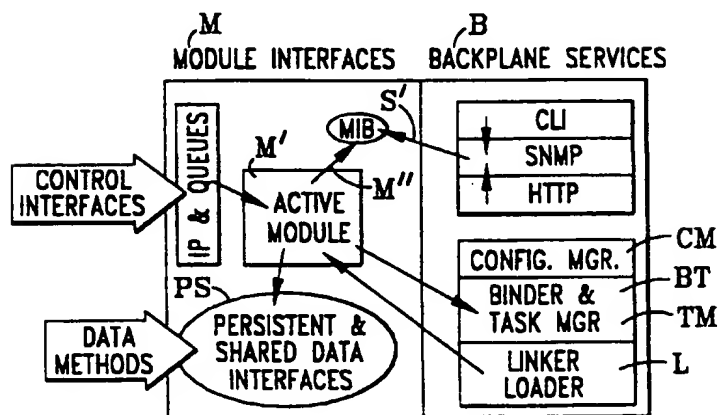 M
MODULE INTERFACES
B
BACKPLANE SERVICES
S'
MIB
CLI
SNMP
HTTP
CONTROL
INTERFACES
IP & QUEUES
M'
M''
ACTIVE
MODULE
CONFIG. MGR.
CM
BINDER &
TASK MGR
BT
TM
LINKER
LOADER
L
PS
DATA
METHODS
PERSISTENT &
SHARED DATA
INTERFACES